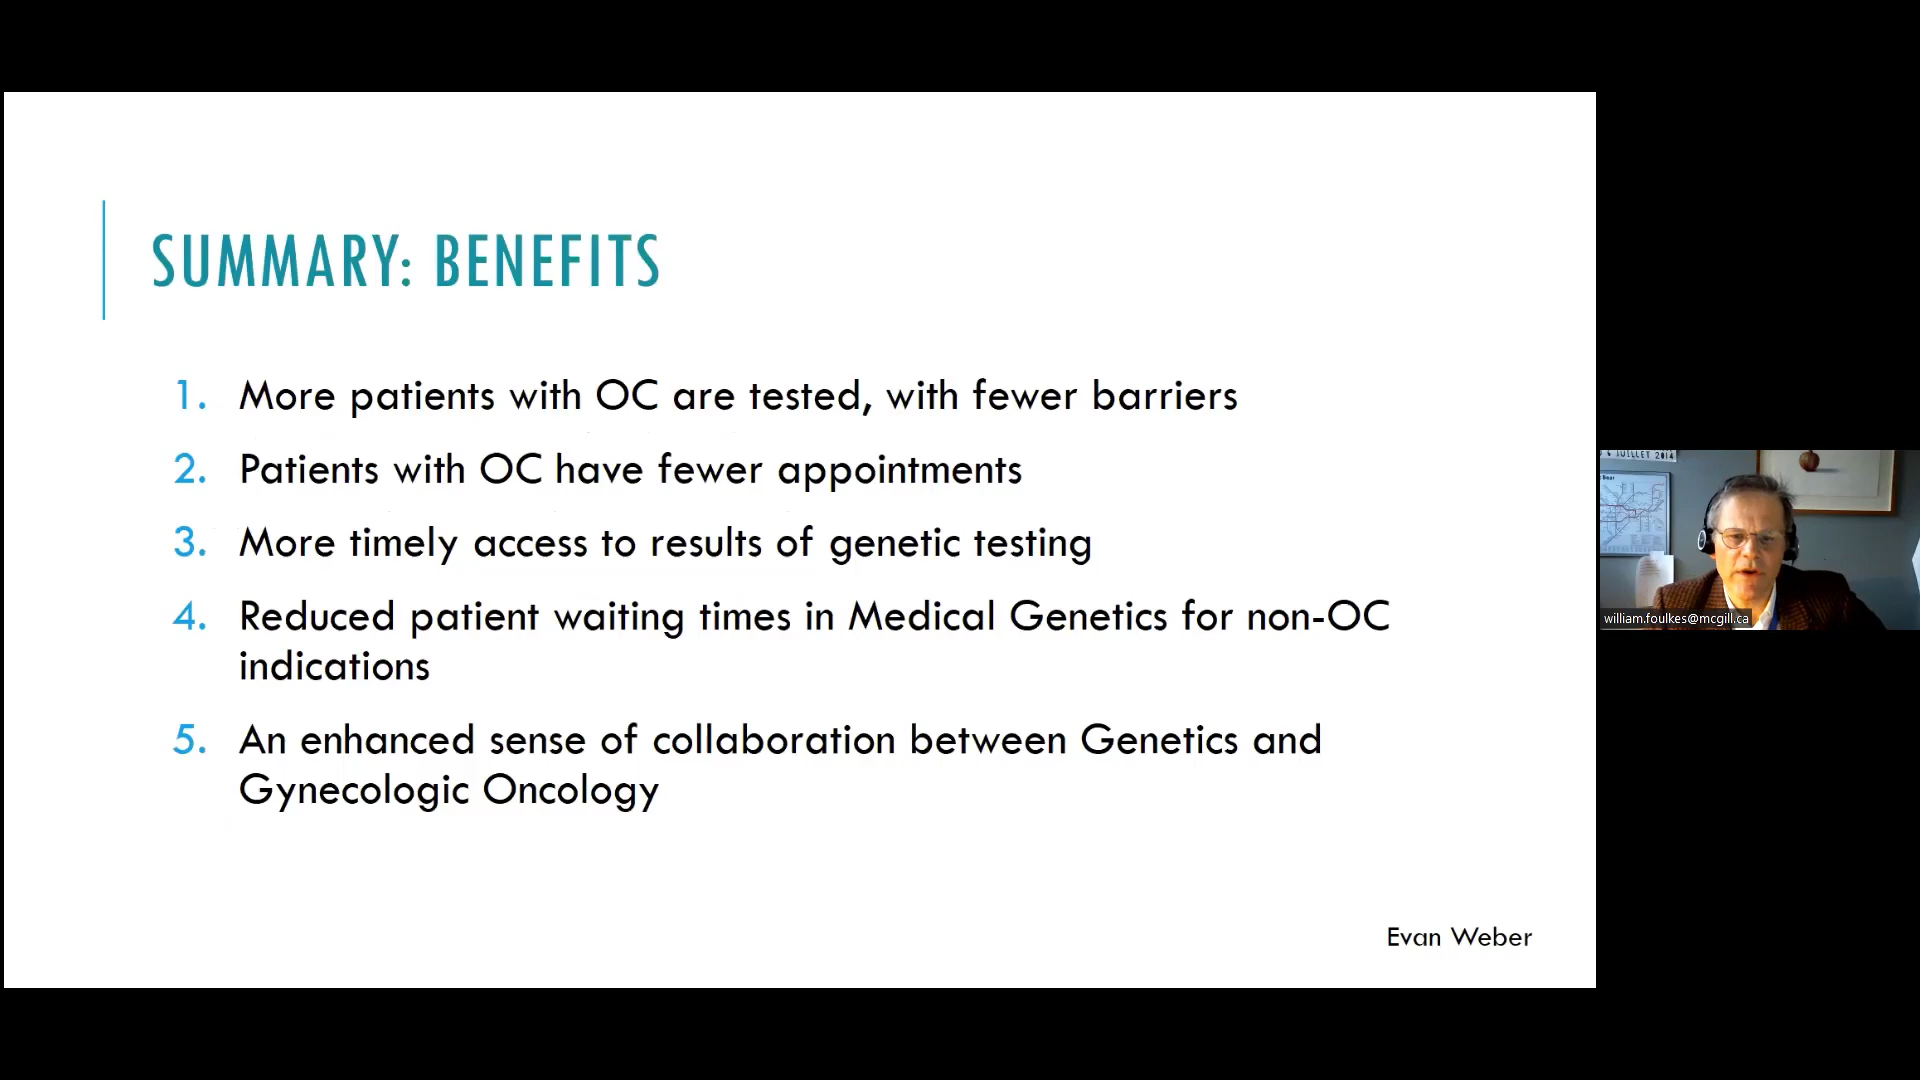 SUMMARY: BENEFITS
1. More patients with OC are tested, with fewer barriers
2. Patients with OC have fewer appointments
3. More timely access to results of genetic testing
4. Reduced patient waiting times in Medical Genetics for non-OC
indications
5. An enhanced sense of collaboration between Genetics and
Gynecologic Oncology
Evan Weber
JUILLET 2014
william.foulkes@mcgill.ca